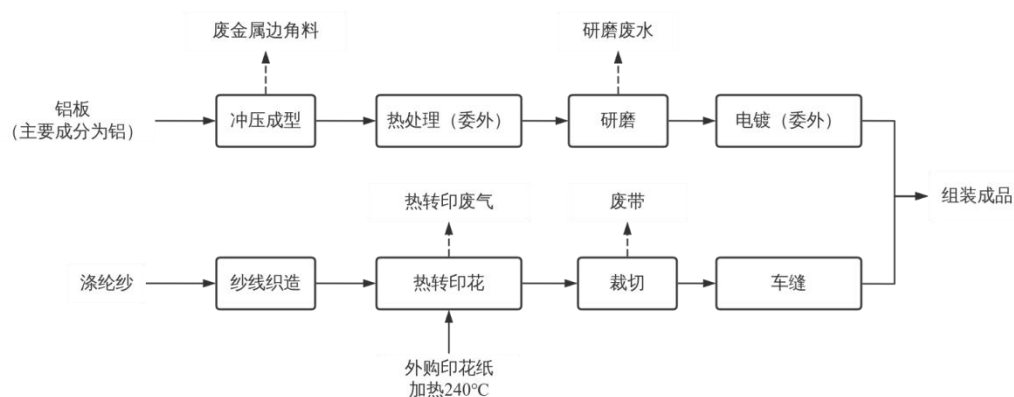 废金属边角料
研磨废水
铝板
（主要成分为铝）
冲压成型
热处理（委外）
研磨
电镀（委外）
组装成品
热转印废气
废带
涤纶纱
纱线织造
热转印花
裁切
车缝
外购印花纸
加热240℃